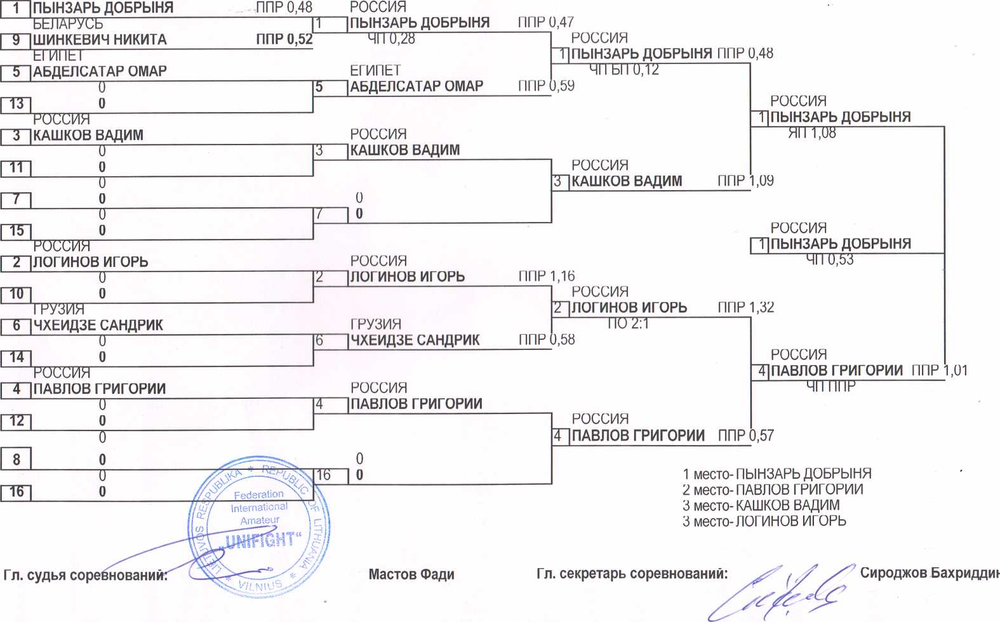 1 ПЫНЗАРЬ ДОБРЫНЯ ППР 0,48
БЕЛАРУСЬ
9 ШИНКЕВИЧ НИКИТА ППР 0,52
ЕГИПЕТ
5 АБДЕЛСАТАР ОМАР
0
13 0
РОССИЯ
3 КАШКОВ ВАДИМ
0
11 0
0
7 0
0
15 0
РОССИЯ
2 ЛОГИНОВ ИГОРЬ
0
10 0
ГРУЗИЯ
6 ЧХЕИДЗЕ САНДРИК
0
14 0
РОССИЯ
4 ПАВЛОВ ГРИГОРИИ
0
12 0
0
8 0
0
16 0
РОССИЯ
1 ПЫНЗАРЬ ДОБРЫНЯ ППР 0,47
ЧП 0,28
ЕГИПЕТ
5 АБДЕЛСАТАР ОМАР ППР 0,59
РОССИЯ
3 КАШКОВ ВАДИМ
0
7 0
РОССИЯ
2 ЛОГИНОВ ИГОРЬ ППР 1,16
ГРУЗИЯ
6 ЧХЕИДЗЕ САНДРИК ППР 0,58
РОССИЯ
4 ПАВЛОВ ГРИГОРИИ
0
16 0
РОССИЯ
1 ПЫНЗАРЬ ДОБРЫНЯ ППР 0,48
ЧП БП 0,12
РОССИЯ
3 КАШКОВ ВАДИМ ППР 1,09
РОССИЯ
2 ЛОГИНОВ ИГОРЬ ППР 1,32
ПО 2:1
РОССИЯ
4 ПАВЛОВ ГРИГОРИИ ППР 0,57
РОССИЯ
1 ПЫНЗАРЬ ДОБРЫНЯ
ЯП 1,08
РОССИЯ
1 ПЫНЗАРЬ ДОБРЫНЯ
ЧП 0,53
РОССИЯ
4 ПАВЛОВ ГРИГОРИИ ППР 1,01
ЧП ППР
1 место- ПЫНЗАРЬ ДОБРЫНЯ
2 место- ПАВЛОВ ГРИГОРИИ
3 место- КАШКОВ ВАДИМ
3 место- ЛОГИНОВ ИГОРЬ
LIETUVOS RESPUBLIKA * REPUBLIC OF LITHUANIA * VILNIUS *
Federation
International
Amateur
„UNIFIGHT“
Гл. судья соревнований: Мастов Фади Гл. секретарь соревнований: Сироджов Бахриддин